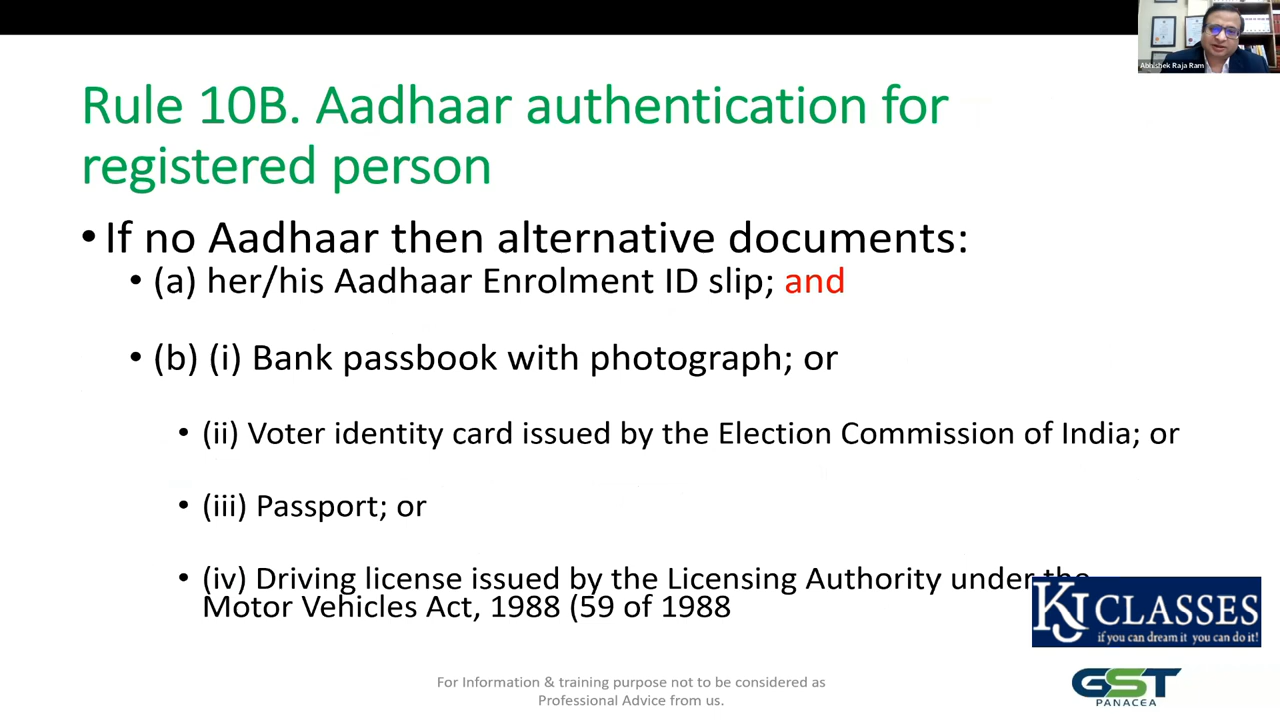 Abhishek Raja Ram
Rule 10B. Aadhaar authentication for
registered person
• If no Aadhaar then alternative documents:
• (a) her/his Aadhaar Enrolment ID slip; and
• (b) (i) Bank passbook with photograph; or
• (ii) Voter identity card issued by the Election Commission of India; or
• (iii) Passport; or
• (iv) Driving license issued by the Licensing Authority under the
Motor Vehicles Act, 1988 (59 of 1988
KJ CLASSES
if you can dream it you can do it!
For Information & training purpose not to be considered as
Professional Advice from us.
GST
PANACEA